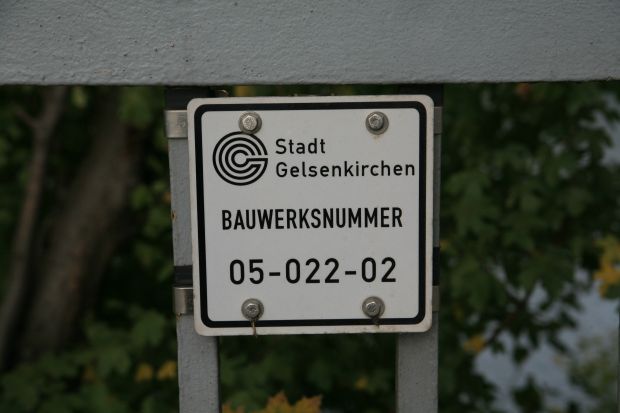 Stadt
Gelsenkirchen
BAUWERKSNUMMER
05-022-02